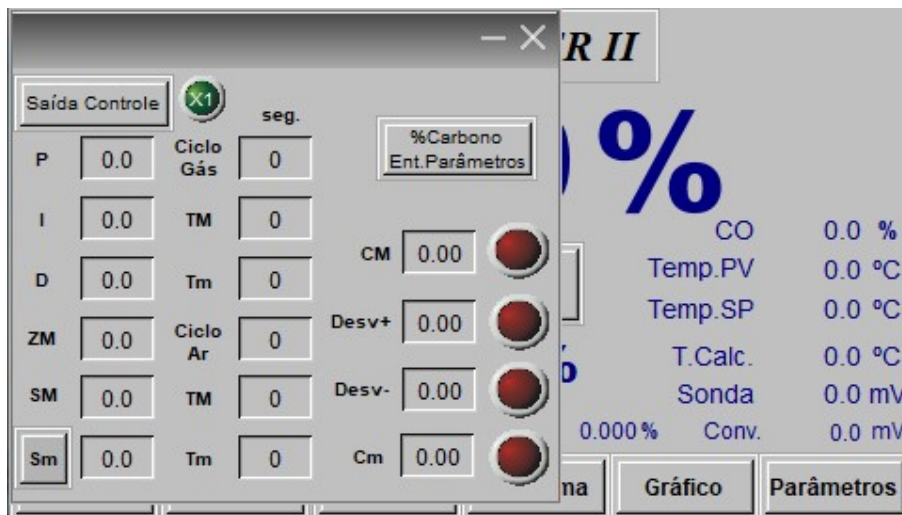 R II
Saída Controle
X1
seg.
%Carbono
Ent.Parâmetros
P 0.0 Ciclo Gás 0
I 0.0 TM 0
D 0.0 Tm 0
ZM 0.0 Ciclo Ar 0
SM 0.0 TM 0
Sm 0.0 Tm 0
CM 0.00
Desv+ 0.00
Desv- 0.00
Cm 0.00
%
CO 0.0 %
Temp.PV 0.0 ºC
Temp.SP 0.0 ºC
T.Calc. 0.0 ºC
Sonda 0.0 mV
0.000 % Conv. 0.0 mV
Gráfico
Parâmetros